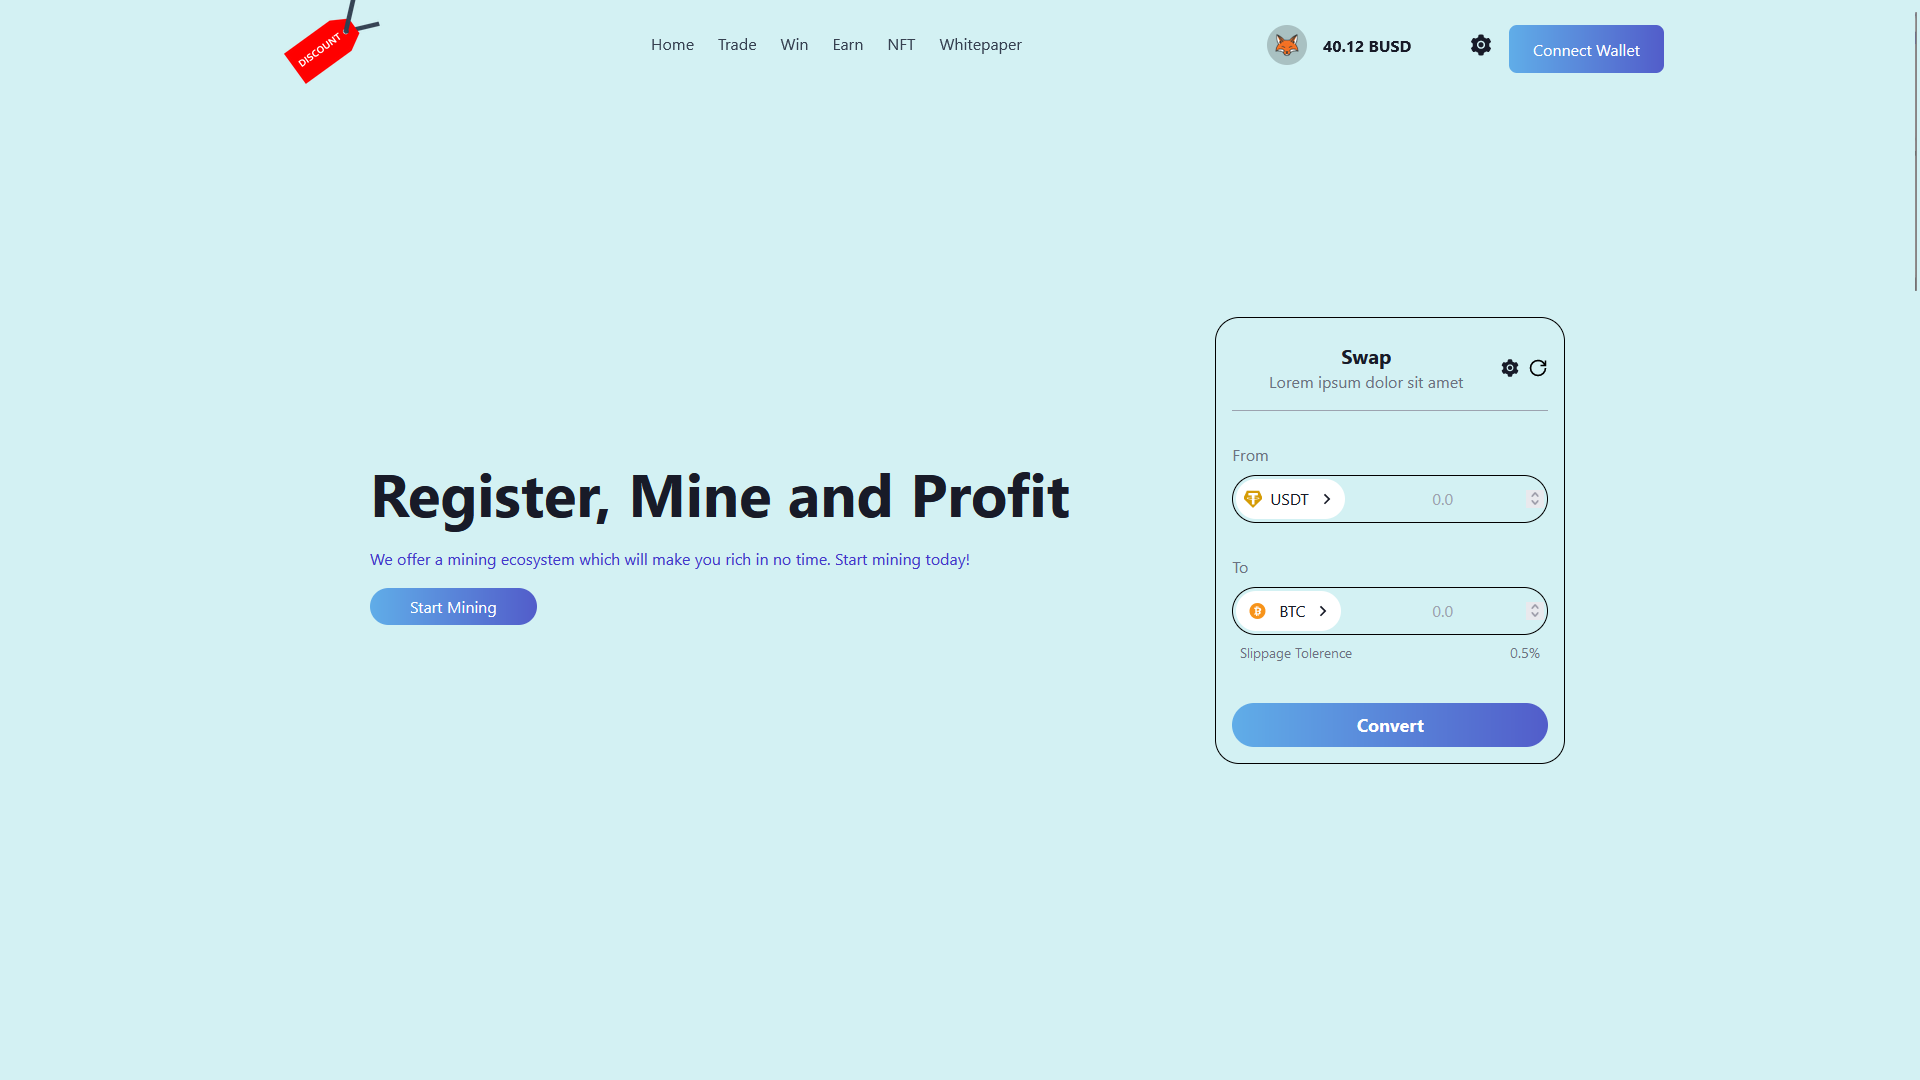 DISCOUNT
Home Trade Win Earn NFT Whitepaper
40.12 BUSD
Connect Wallet
Register, Mine and Profit
We offer a mining ecosystem which will make you rich in no time. Start mining today!
Start Mining
Swap
Lorem ipsum dolor sit amet
From
USDT 0.0
To
BTC 0.0
Slippage Tolerence 0.5%
Convert